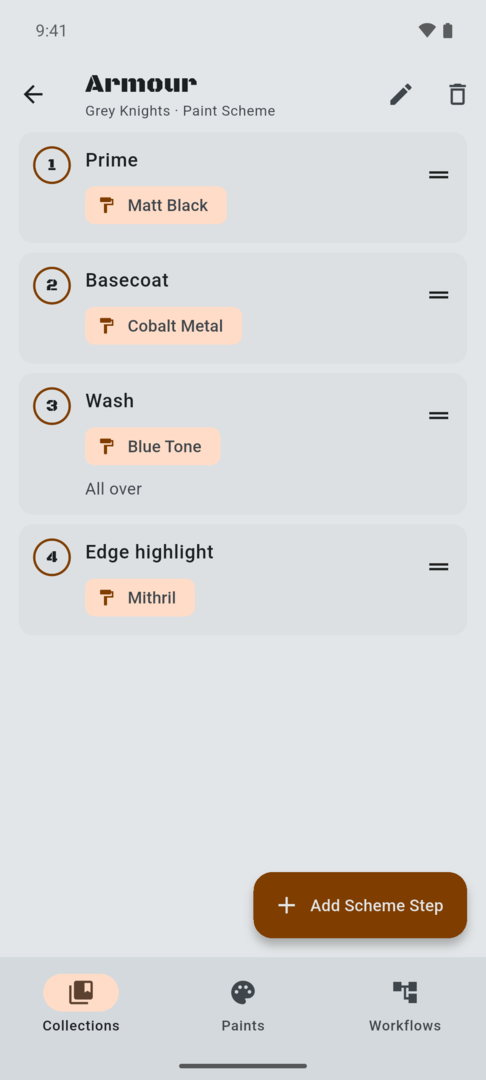 9:41
Armour
Grey Knights · Paint Scheme
1
Prime
Matt Black
2
Basecoat
Cobalt Metal
3
Wash
Blue Tone
All over
4
Edge highlight
Mithril
Add Scheme Step
Collections
Paints
Workflows